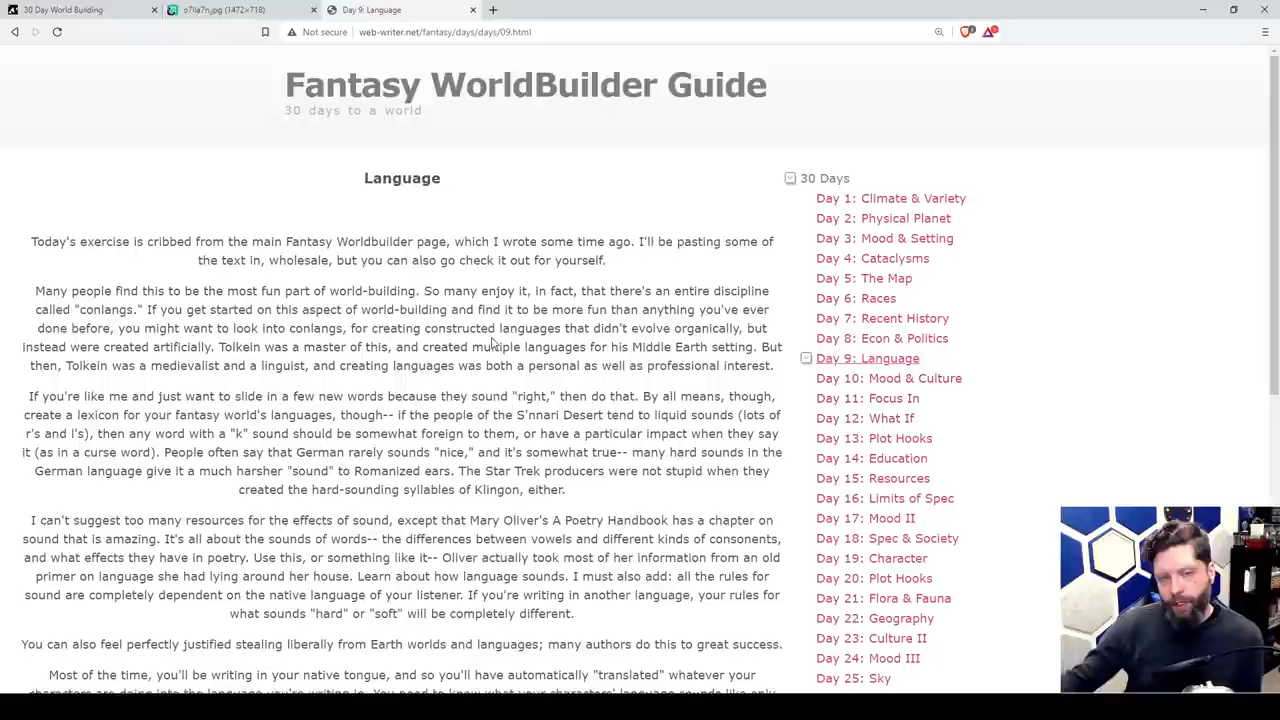 30 Day World Building
o7lla7n.jpg (1472×718)
Day 9: Language
Not secure
web-writer.net/fantasy/days/days/09.html
Fantasy WorldBuilder Guide
30 days to a world
Language
Today's exercise is cribbed from the main Fantasy Worldbuilder page, which I wrote some time ago. I'll be pasting some of
the text in, wholesale, but you can also go check it out for yourself.
Many people find this to be the most fun part of world-building. So many enjoy it, in fact, that there's an entire discipline
called "conlangs." If you get started on this aspect of world-building and find it to be more fun than anything you've ever
done before, you might want to look into conlangs, for creating constructed languages that didn't evolve organically, but
instead were created artificially. Tolkein was a master of this, and created multiple languages for his Middle Earth setting. But
then, Tolkein was a medievalist and a linguist, and creating languages was both a personal as well as professional interest.
If you're like me and just want to slide in a few new words because they sound "right," then do that. By all means, though,
create a lexicon for your fantasy world's languages, though-- if the people of the S'nnari Desert tend to liquid sounds (lots of
r's and l's), then any word with a "k" sound should be somewhat foreign to them, or have a particular impact when they say
it (as in a curse word). People often say that German rarely sounds "nice," and it's somewhat true-- many hard sounds in the
German language give it a much harsher "sound" to Romanized ears. The Star Trek producers were not stupid when they
created the hard-sounding syllables of Klingon, either.
I can't suggest too many resources for the effects of sound, except that Mary Oliver's A Poetry Handbook has a chapter on
sound that is amazing. It's all about the sounds of words-- the differences between vowels and different kinds of consonents,
and what effects they have in poetry. Use this, or something like it-- Oliver actually took most of her information from an old
primer on language she had lying around her house. Learn about how language sounds. I must also add: all the rules for
sound are completely dependent on the native language of your listener. If you're writing in another language, your rules for
what sounds "hard" or "soft" will be completely different.
You can also feel perfectly justified stealing liberally from Earth worlds and languages; many authors do this to great success.
Most of the time, you'll be writing in your native tongue, and so you'll have automatically "translated" whatever your
characters are doing into the language you're writing in. You need to know what your characters' language sounds like only
30 Days
Day 1: Climate & Variety
Day 2: Physical Planet
Day 3: Mood & Setting
Day 4: Cataclysms
Day 5: The Map
Day 6: Races
Day 7: Recent History
Day 8: Econ & Politics
Day 9: Language
Day 10: Mood & Culture
Day 11: Focus In
Day 12: What If
Day 13: Plot Hooks
Day 14: Education
Day 15: Resources
Day 16: Limits of Spec
Day 17: Mood II
Day 18: Spec & Society
Day 19: Character
Day 20: Plot Hooks
Day 21: Flora & Fauna
Day 22: Geography
Day 23: Culture II
Day 24: Mood III
Day 25: Sky